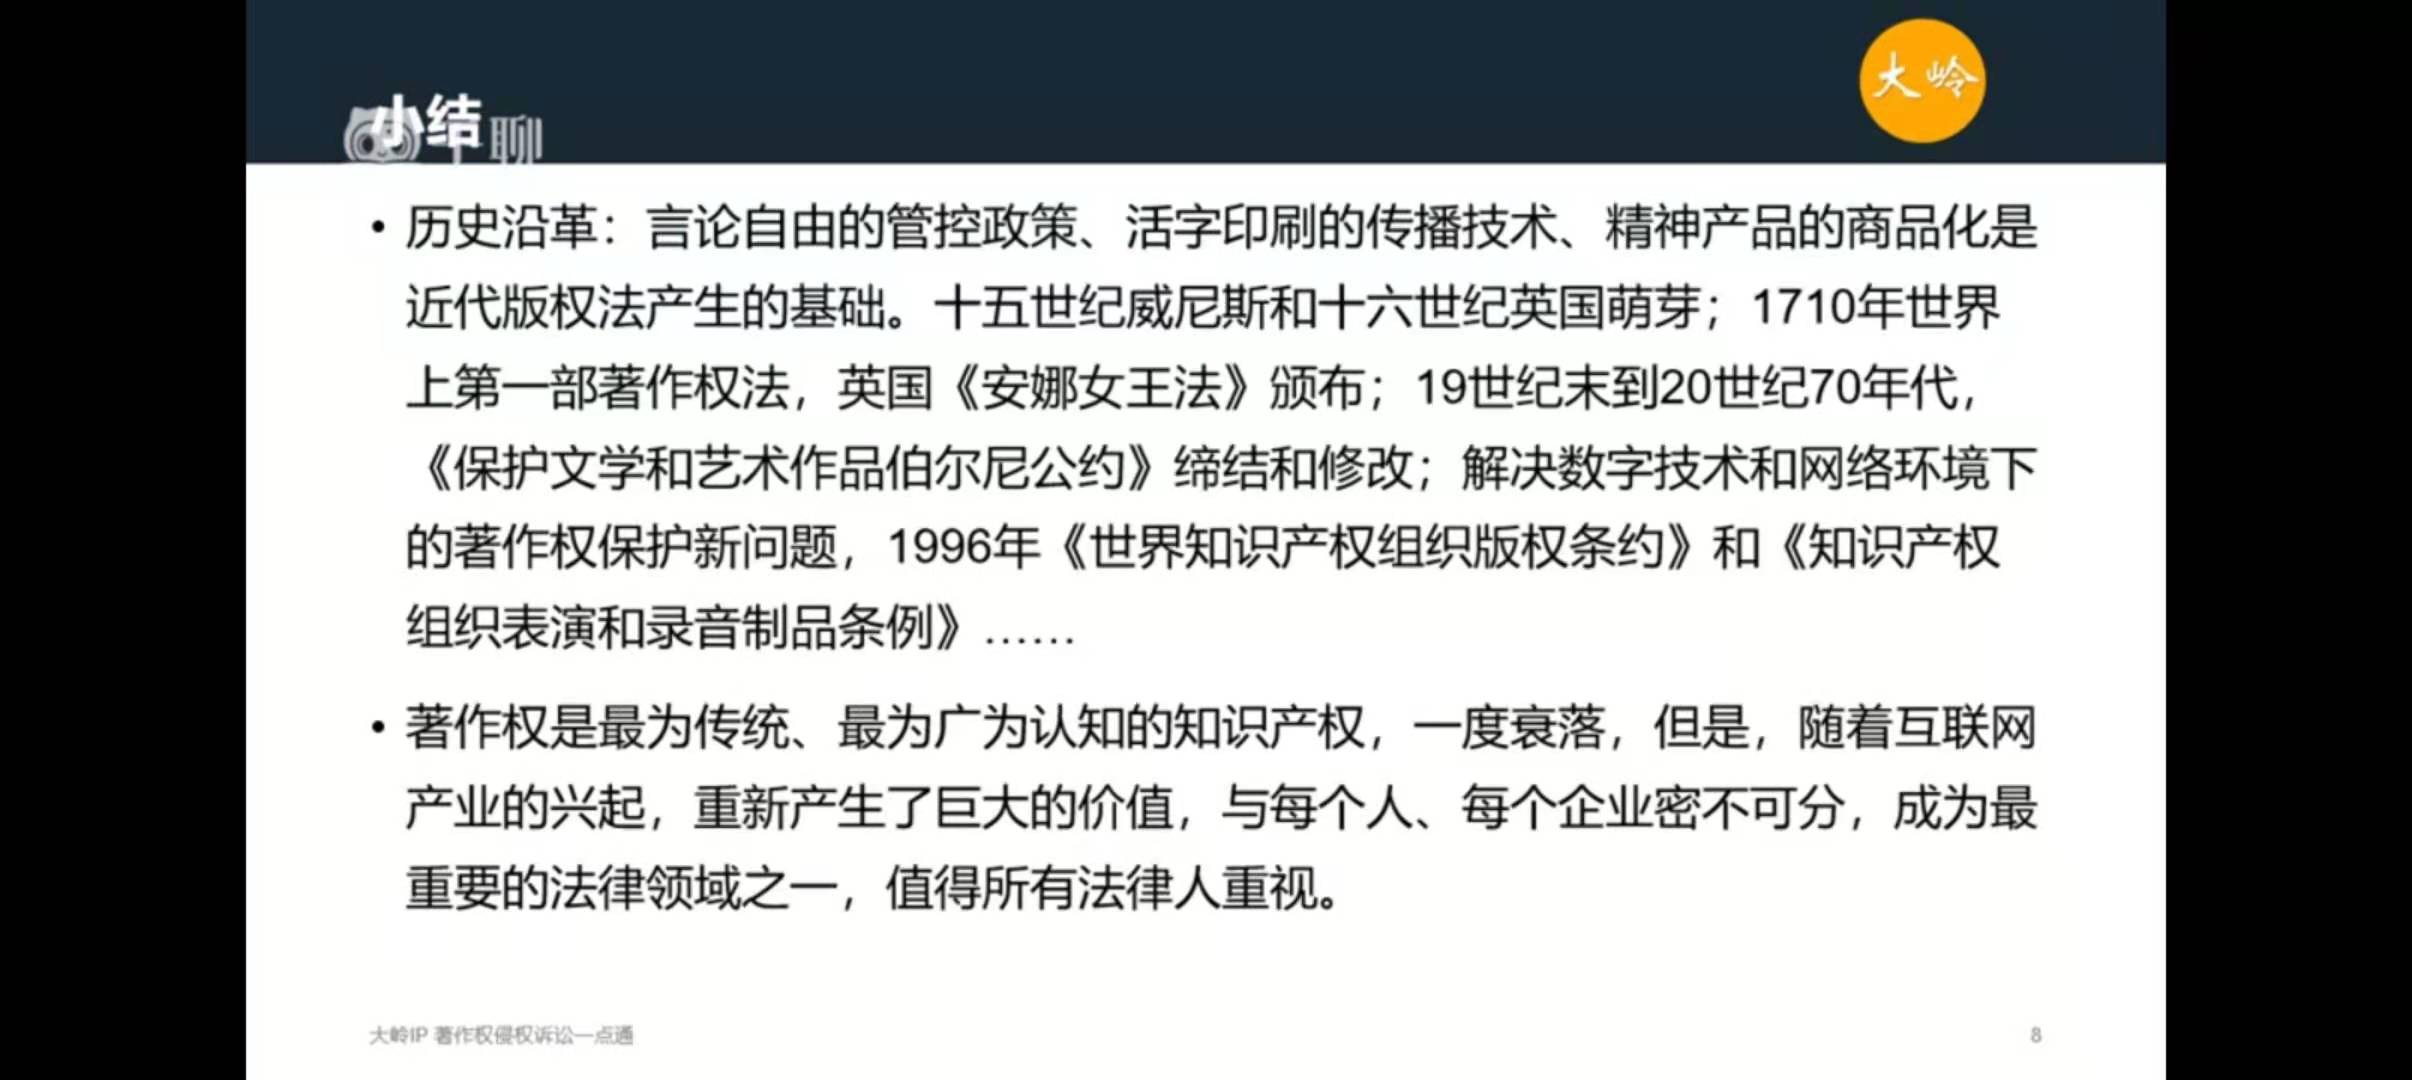 大岭
小结
千聊
• 历史沿革：言论自由的管控政策、活字印刷的传播技术、精神产品的商品化是
近代版权法产生的基础。十五世纪威尼斯和十六世纪英国萌芽；1710年世界
上第一部著作权法，英国《安娜女王法》颁布；19世纪末到20世纪70年代，
《保护文学和艺术作品伯尔尼公约》缔结和修改；解决数字技术和网络环境下
的著作权保护新问题，1996年《世界知识产权组织版权条约》和《知识产权
组织表演和录音制品条例》……
• 著作权是最为传统、最为广为认知的知识产权，一度衰落，但是，随着互联网
产业的兴起，重新产生了巨大的价值，与每个人、每个企业密不可分，成为最
重要的法律领域之一，值得所有法律人重视。
大岭IP 著作权侵权诉讼一点通
8